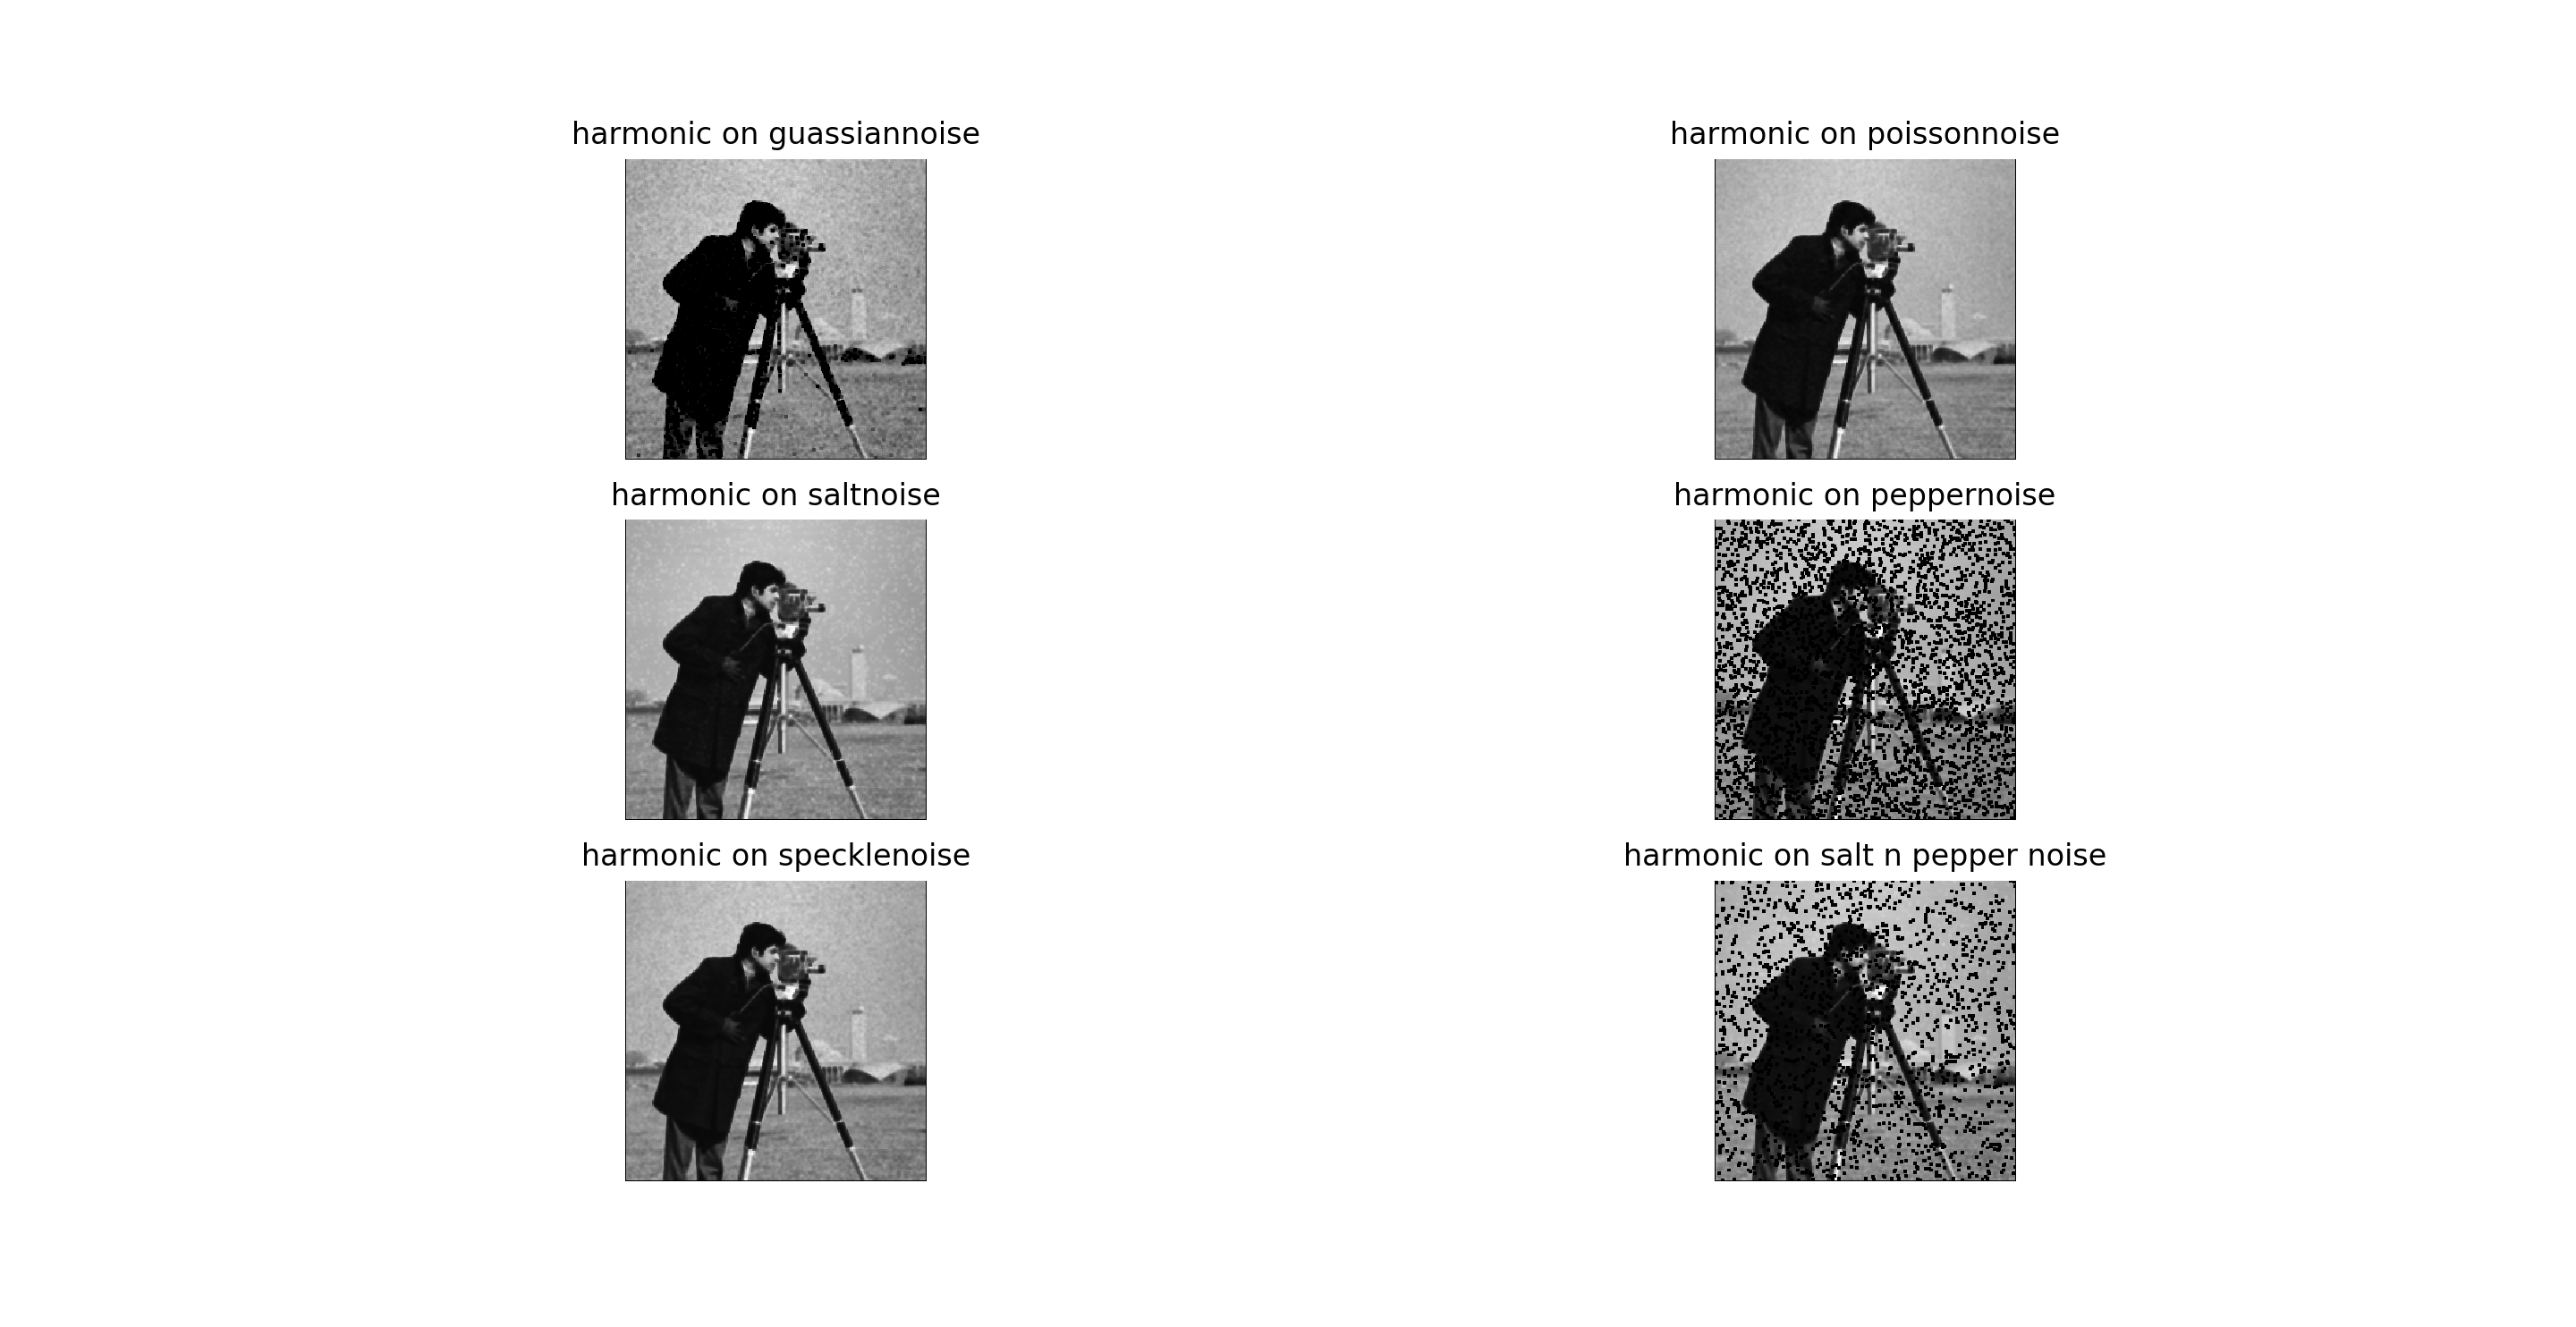 harmonic on guassiannoise
harmonic on poissonnoise
harmonic on saltnoise
harmonic on peppernoise
harmonic on specklenoise
harmonic on salt n pepper noise